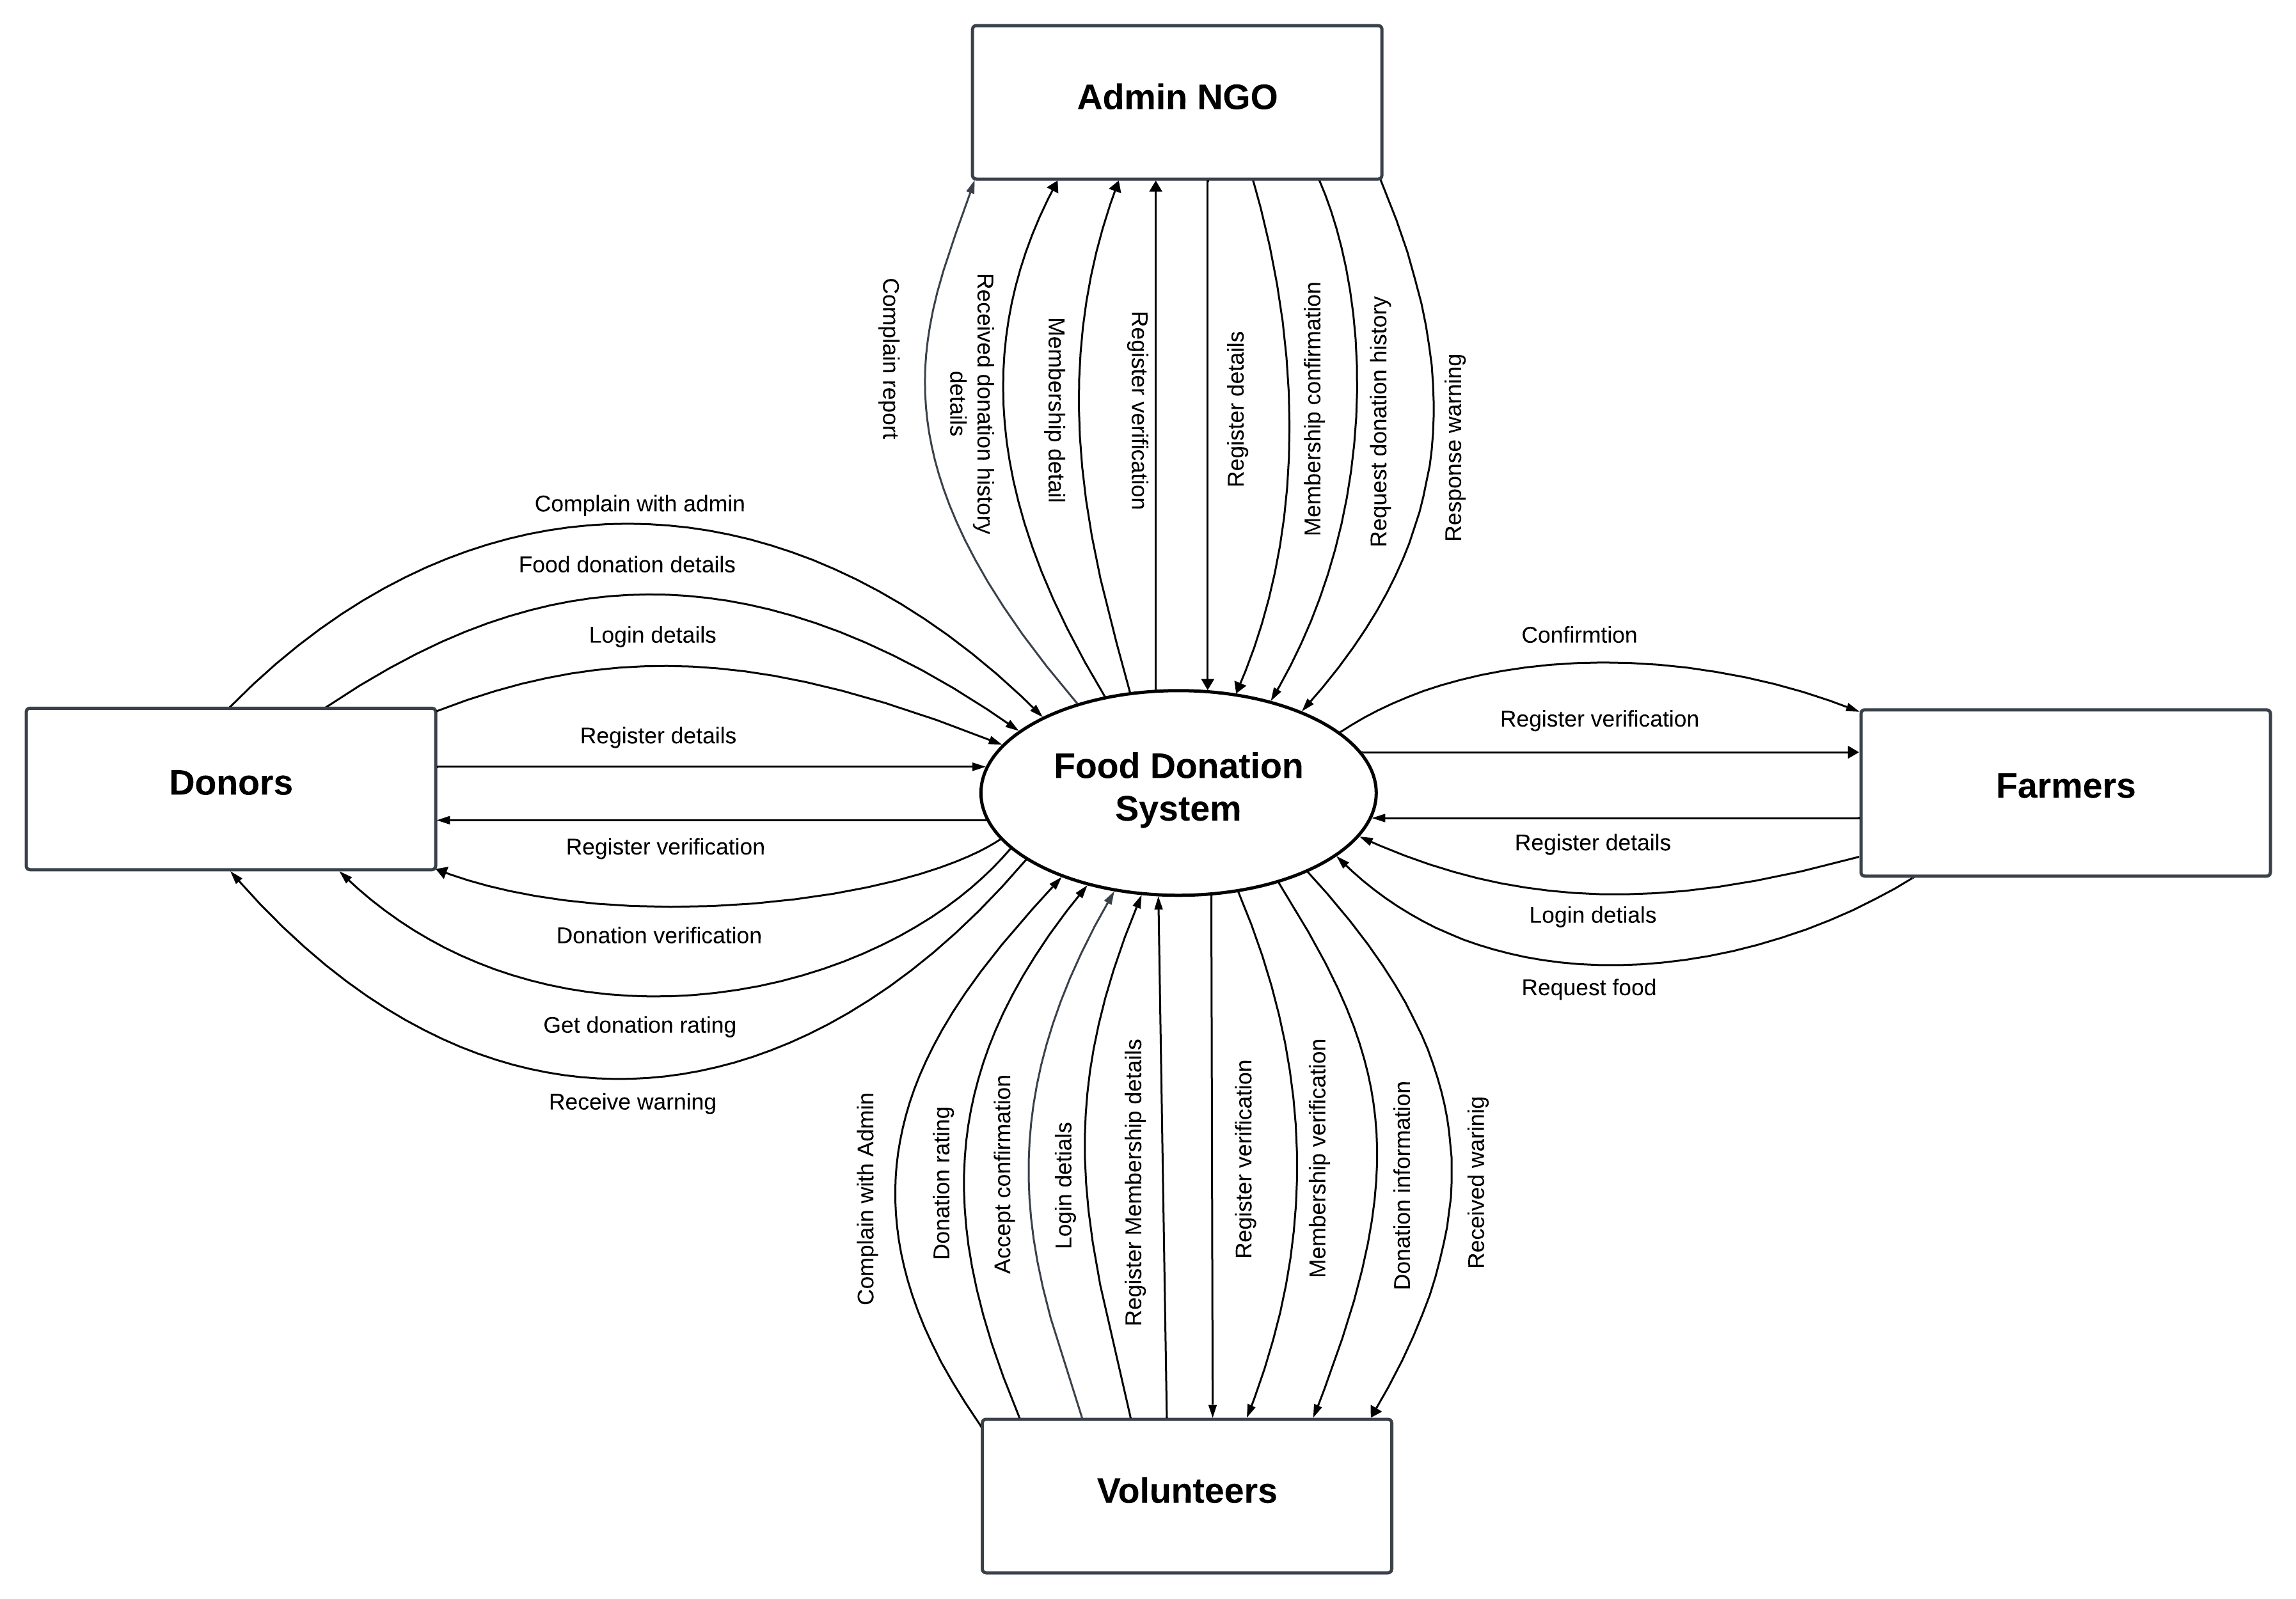 Admin NGO
Complain report
Received donation history
details
Membership detail
Register verification
Register details
Membership confirmation
Request donation history
Response warning
Complain with admin
Food donation details
Login details
Register details
Donors
Register verification
Donation verification
Get donation rating
Receive warning
Food Donation
System
Confirmtion
Register verification
Farmers
Register details
Login detials
Request food
Complain with Admin
Donation rating
Accept confirmation
Login detials
Register Membership details
Register verification
Membership verification
Donation information
Received warinig
Volunteers